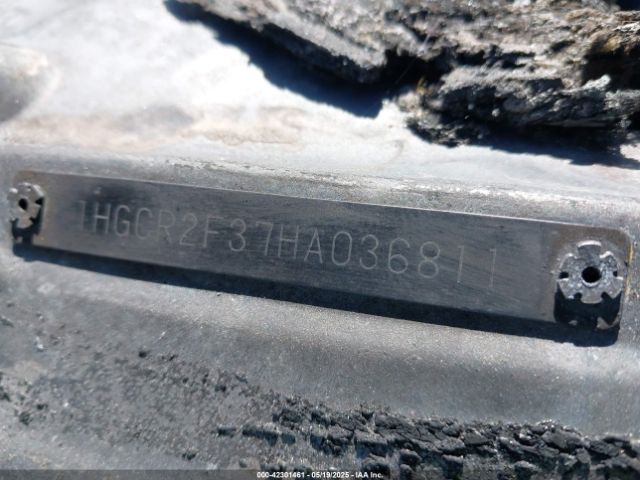 1HGCR2F37HA036811
000-42301461 - 05/19/2025 - IAA Inc.